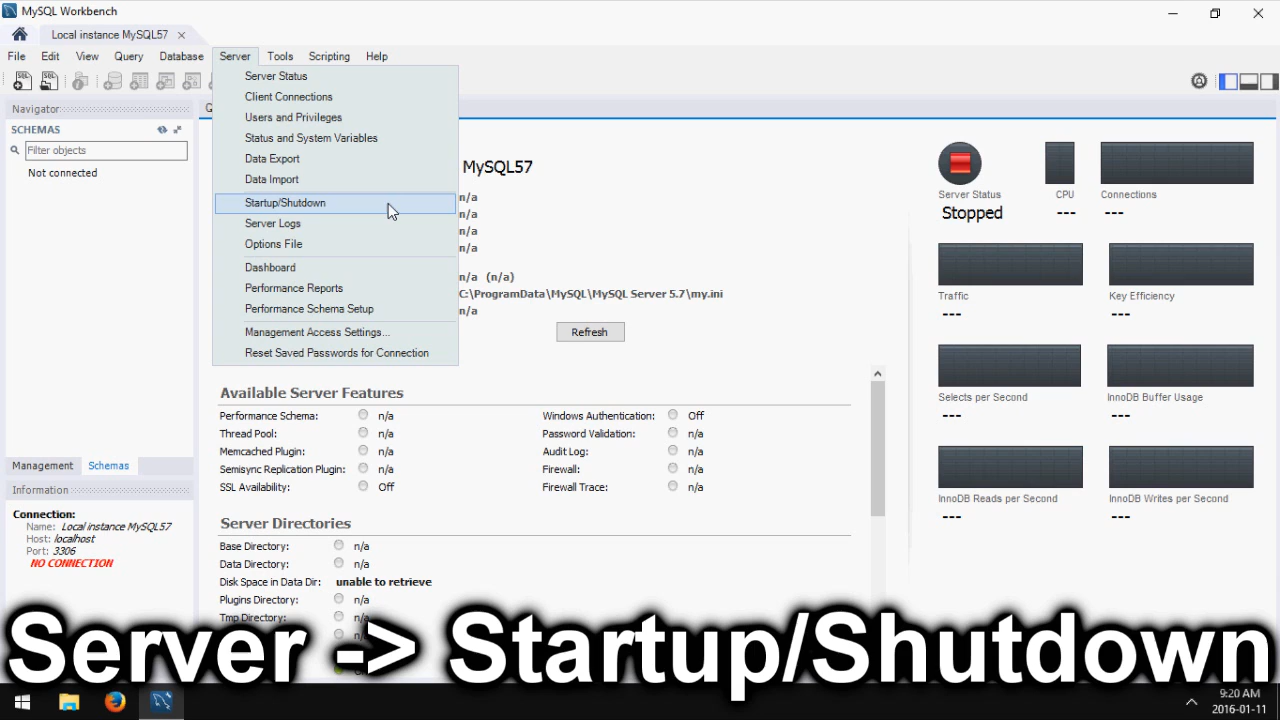 MySQL Workbench
Local instance MySQL57
File Edit View Query Database Server Tools Scripting Help
Navigator
SCHEMAS
Filter objects
Not connected
Server Status
Client Connections
Users and Privileges
Status and System Variables
Data Export
Data Import
Startup/Shutdown
Server Logs
Options File
Dashboard
Performance Reports
Performance Schema Setup
Management Access Settings...
Reset Saved Passwords for Connection
MySQL57
n/a
n/a
n/a
n/a
n/a (n/a)
C:\ProgramData\MySQL\MySQL Server 5.7\my.ini
n/a
Refresh
Available Server Features
Performance Schema: n/a Windows Authentication: Off
Thread Pool: n/a Password Validation: n/a
Memcached Plugin: n/a Audit Log: n/a
Semisync Replication Plugin: n/a Firewall: n/a
SSL Availability: Off Firewall Trace: n/a
Server Directories
Base Directory: n/a
Data Directory: n/a
Disk Space in Data Dir: unable to retrieve
Plugins Directory: n/a
Tmp Directory: n/a
Server Status CPU Connections
Stopped --- ---
Traffic Key Efficiency
--- ---
Selects per Second InnoDB Buffer Usage
--- ---
InnoDB Reads per Second InnoDB Writes per Second
--- ---
Management Schemas
Information
Connection:
Name: Local instance MySQL57
Host: localhost
Port: 3306
NO CONNECTION
Server -> Startup/Shutdown
9:20 AM
2016-01-11